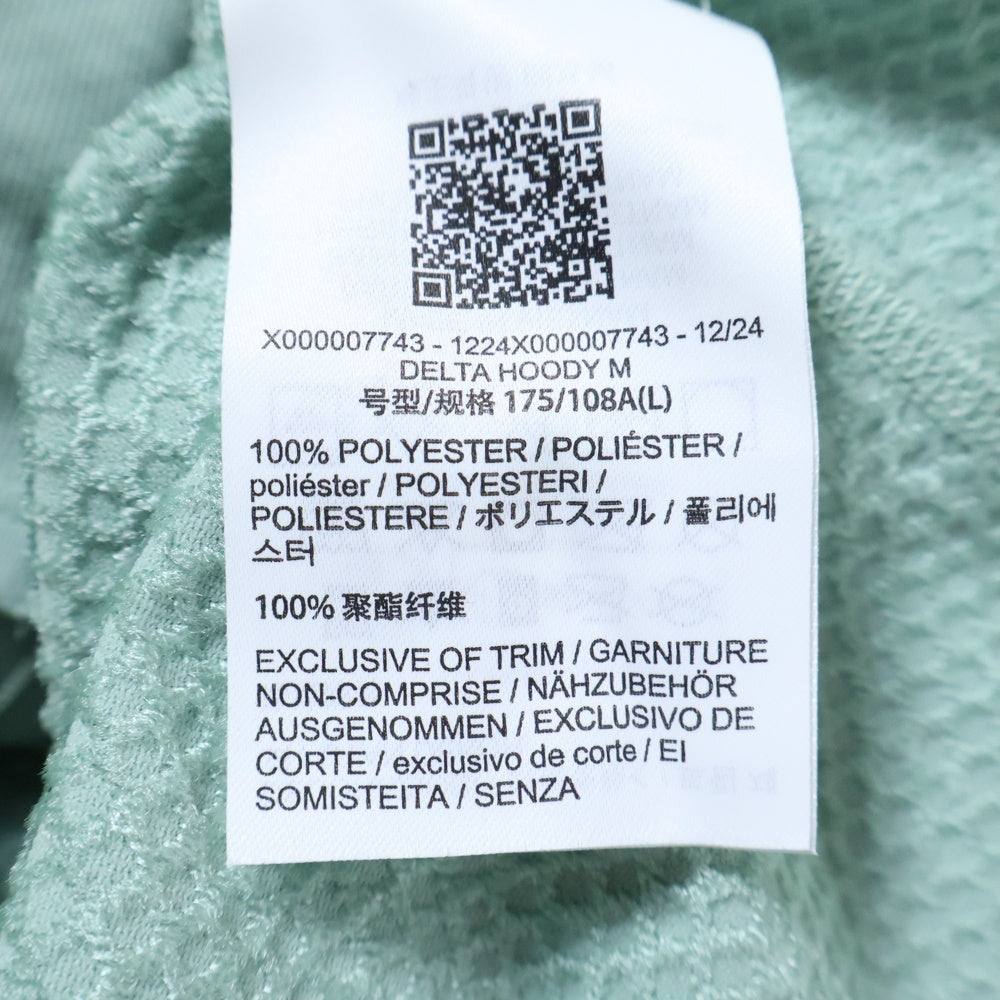 X000007743 - 1224X000007743 - 12/24
DELTA HOODY M
号型/规格 175/108A(L)
100% POLYESTER / POLIÉSTER /
poliéster / POLYESTERI /
POLIESTERE / ポリエステル / 폴리에
스터
100% 聚酯纤维
EXCLUSIVE OF TRIM / GARNITURE
NON-COMPRISE / NÄHZUBEHÖR
AUSGENOMMEN / EXCLUSIVO DE
CORTE / exclusivo de corte / EI
SOMISTEITA / SENZA